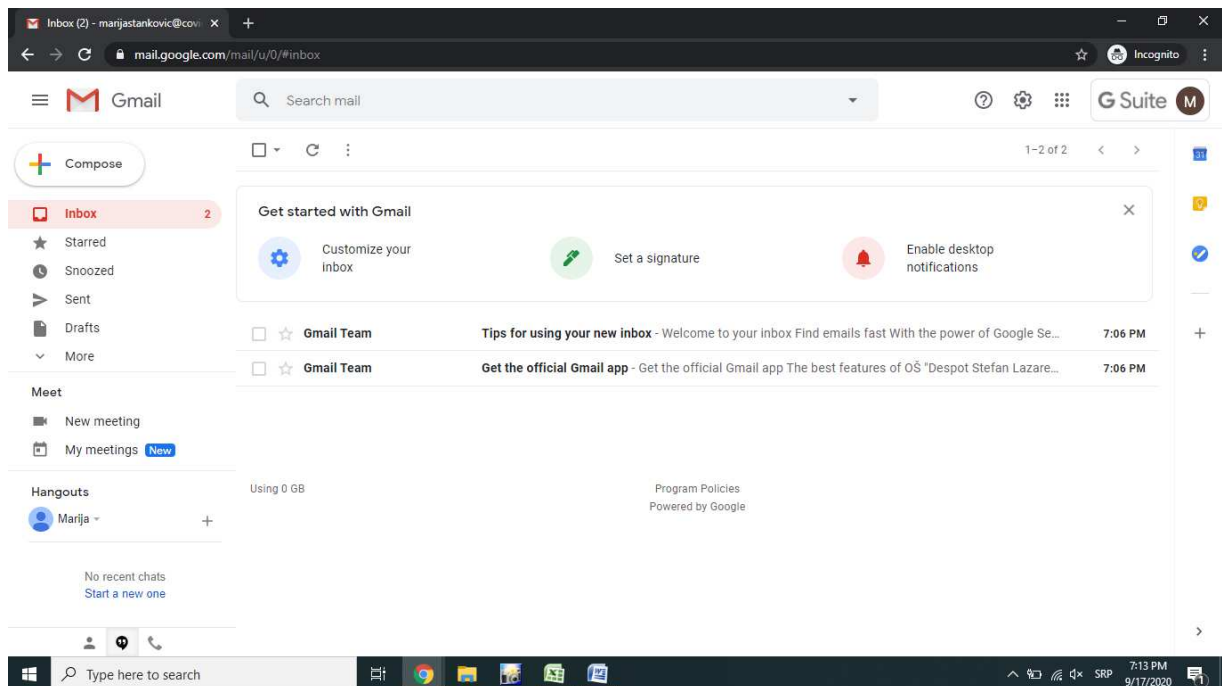 Inbox (2) - marijastankovic@covi
mail.google.com/mail/u/0/#inbox
Incognito
Gmail
Search mail
G Suite M
Compose
1–2 of 2
31
Inbox 2
Starred
Snoozed
Sent
Drafts
More
Get started with Gmail
Customize your
inbox
Set a signature
Enable desktop
notifications
Gmail Team Tips for using your new inbox - Welcome to your inbox Find emails fast With the power of Google Se... 7:06 PM
Gmail Team Get the official Gmail app - Get the official Gmail app The best features of OŠ "Despot Stefan Lazare... 7:06 PM
Meet
New meeting
My meetings New
Hangouts
Marija
No recent chats
Start a new one
Using 0 GB
Program Policies
Powered by Google
Type here to search
SRP
7:13 PM
9/17/2020
1